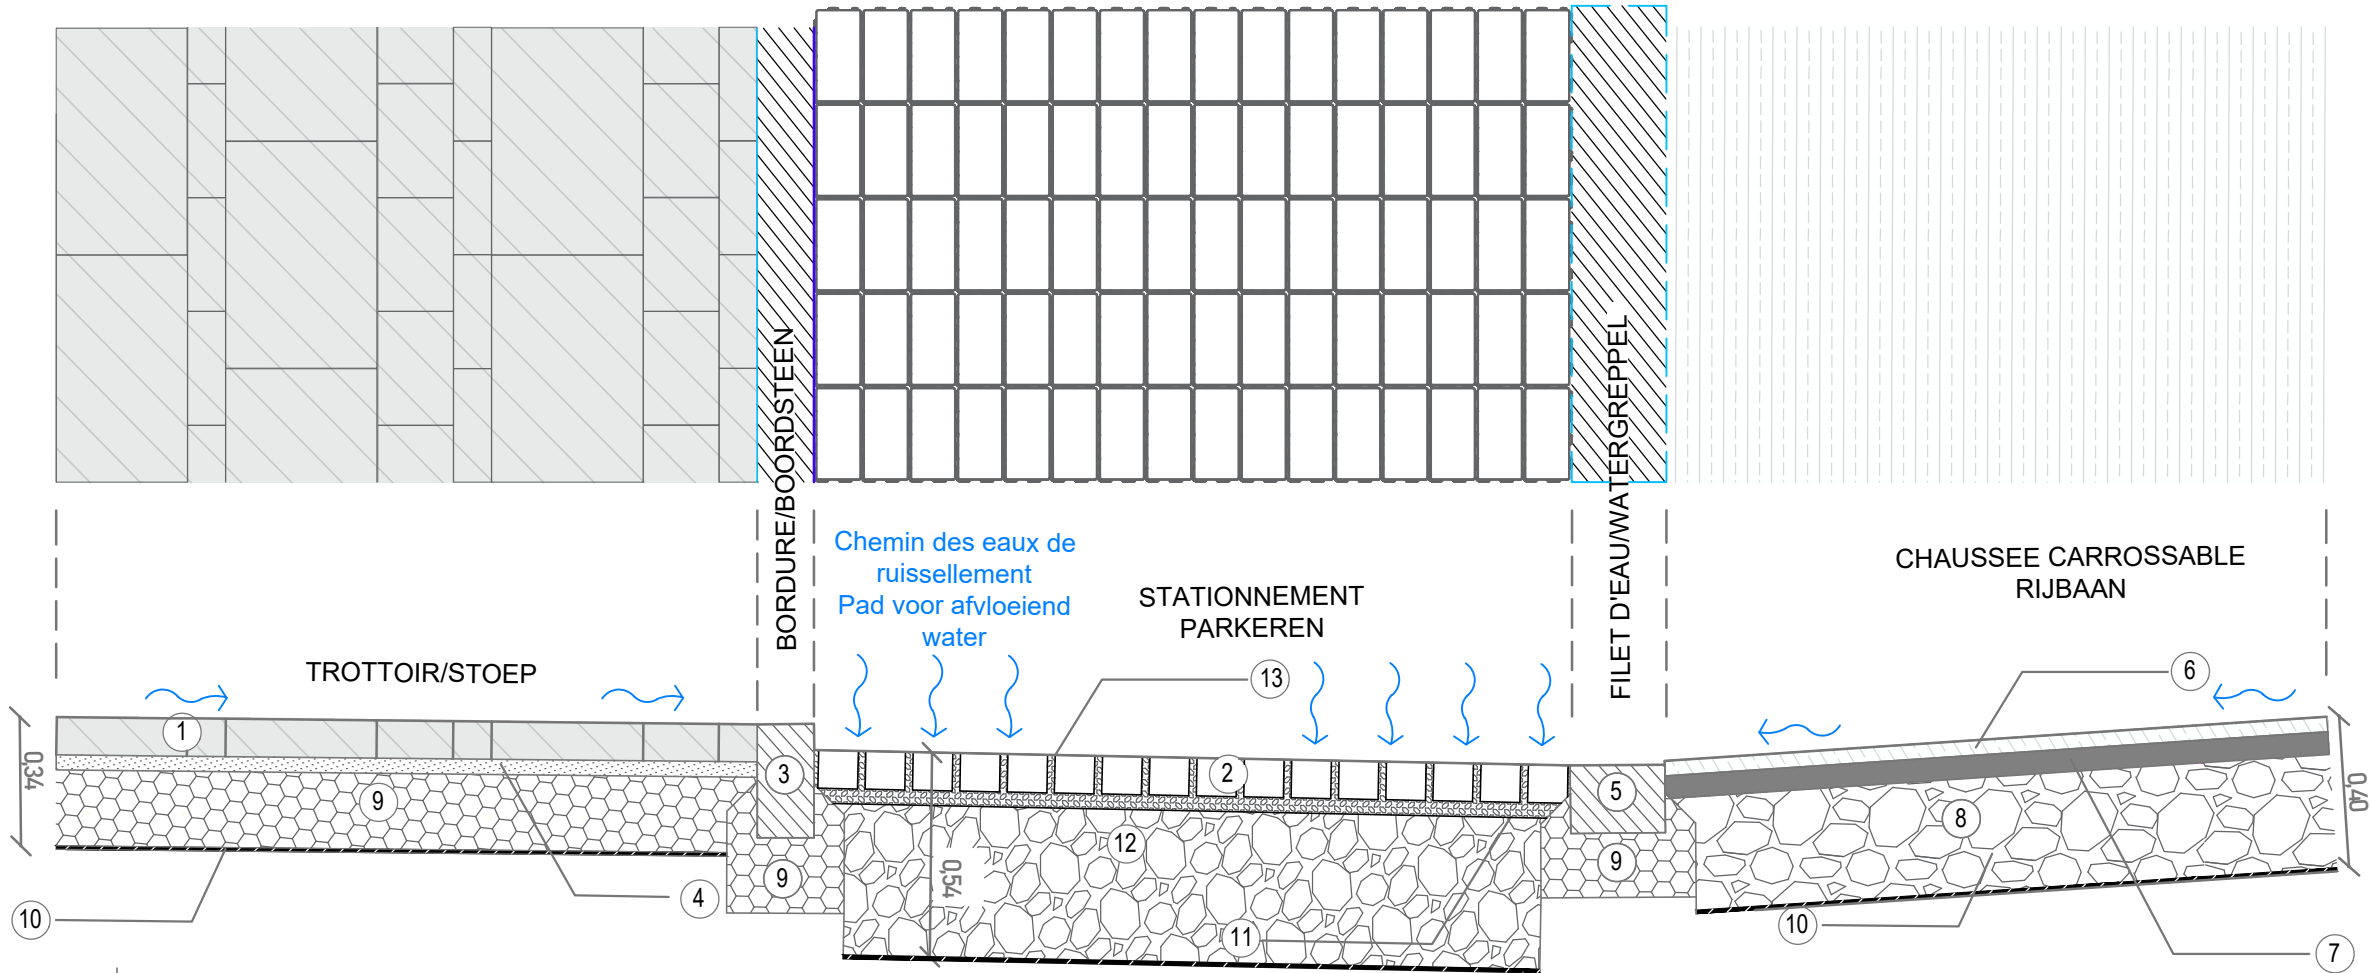 BORDURE/BOORDSTEEN
FILET D'EAU/WATERGREPPEL
Chemin des eaux de
ruissellement
Pad voor afvloeiend
water
STATIONNEMENT
PARKEREN
CHAUSSEE CARROSSABLE
RIJBAAN
TROTTOIR/STOEP
13
6
1
0,34
3
2
5
0,40
9
12
8
9
0,54
9
4
10
11
10
7